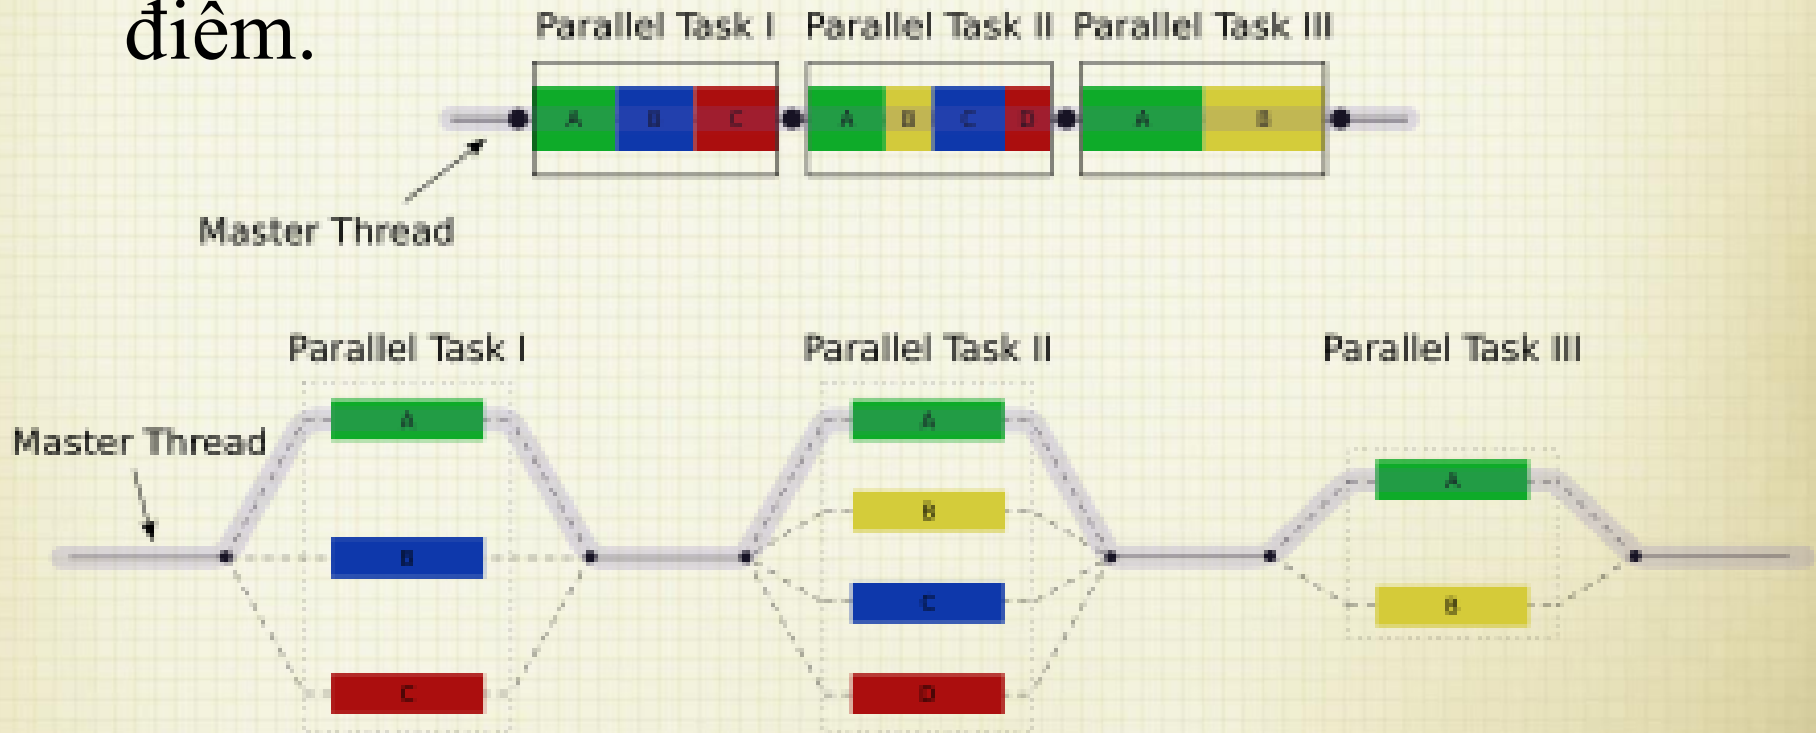 điểm.
Parallel Task I Parallel Task II Parallel Task III
A B C A B C D A B
Master Thread
Parallel Task I Parallel Task II Parallel Task III
A A
Master Thread
A
B
B
C
B
C D